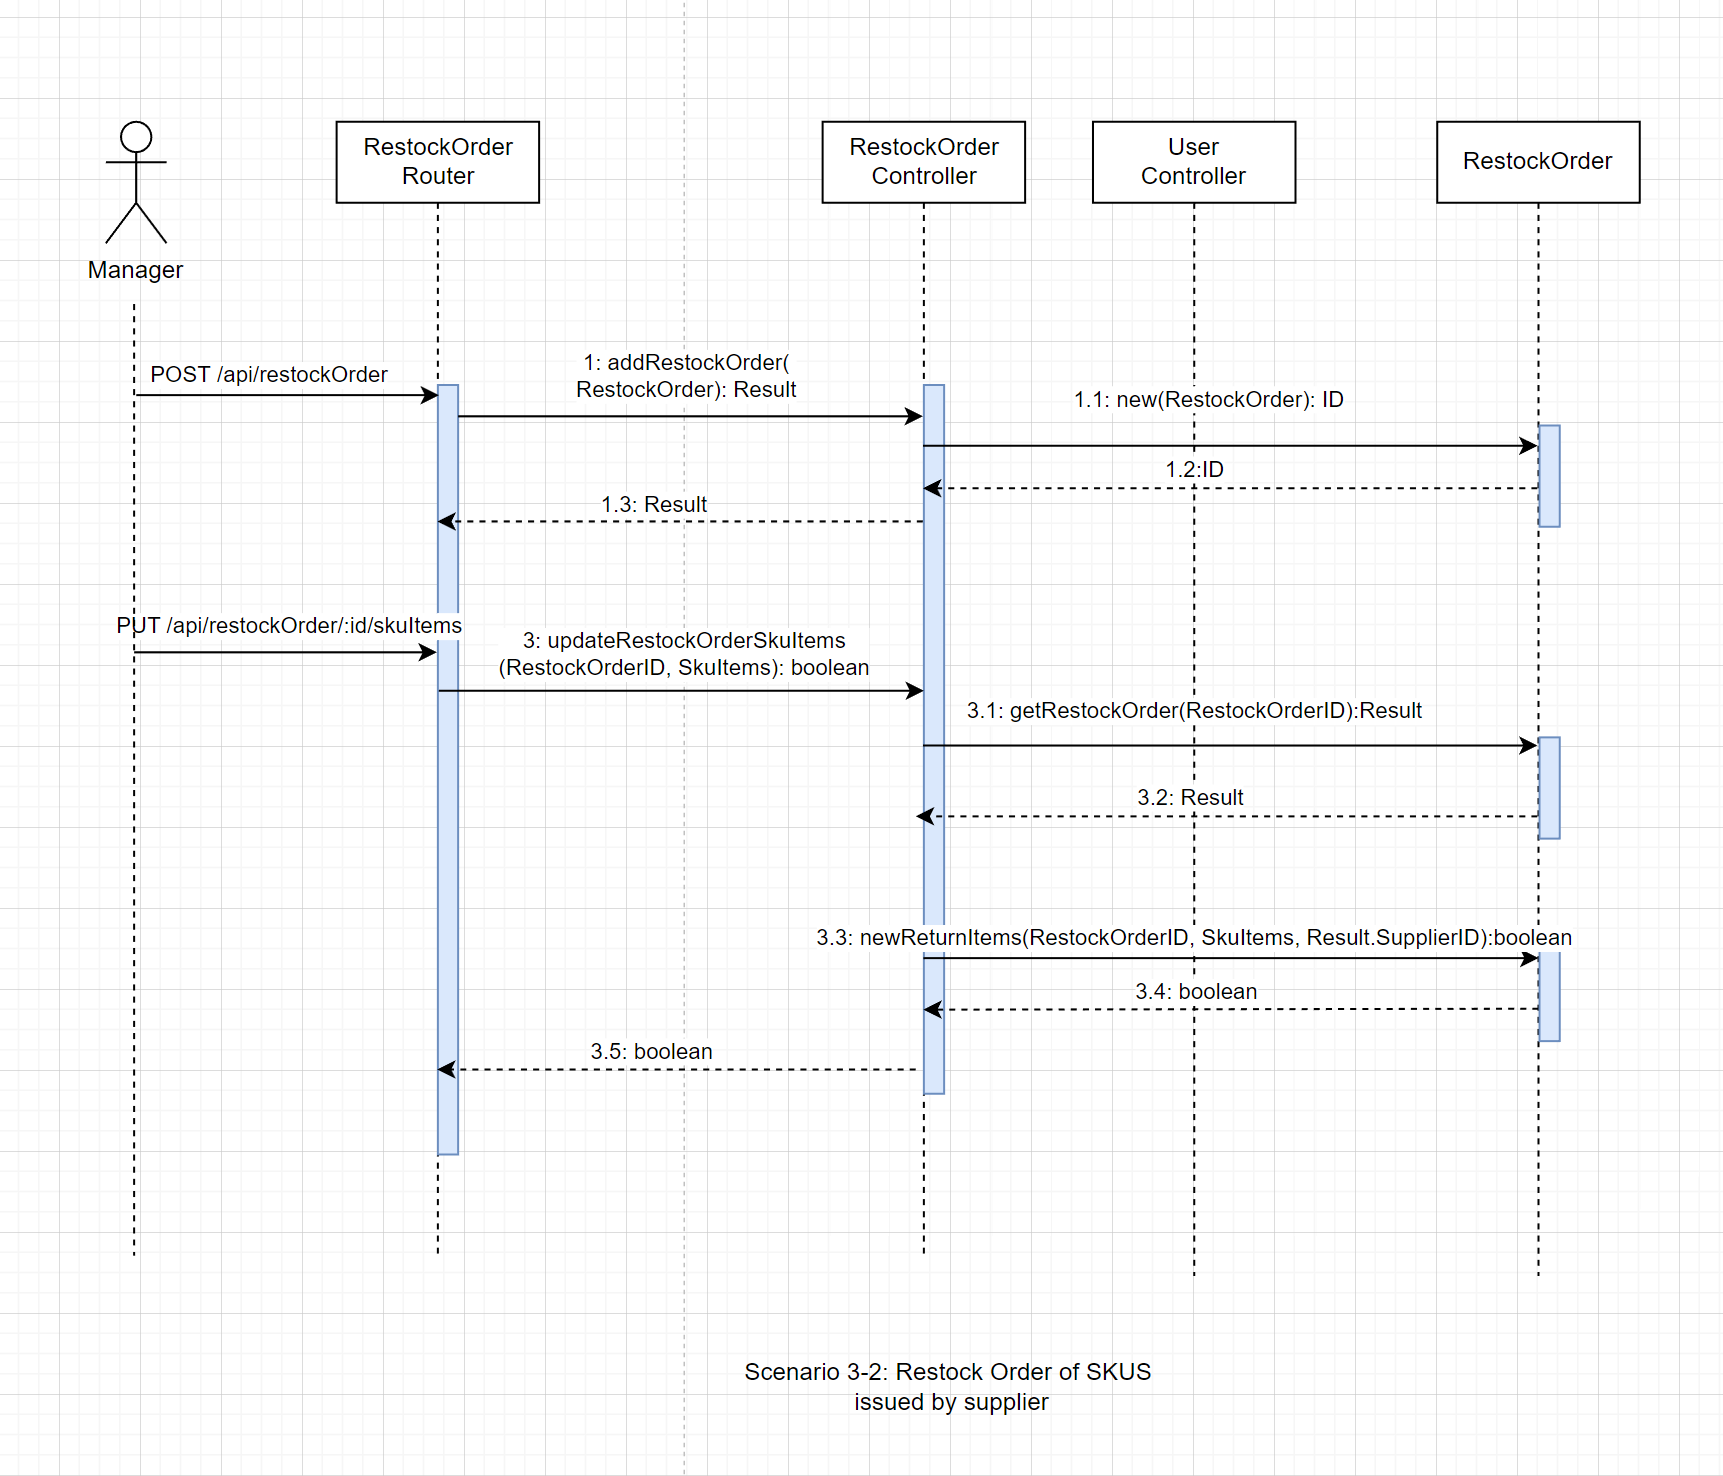 RestockOrder
Router
RestockOrder
Controller
User
Controller
RestockOrder
Manager
POST /api/restockOrder
1: addRestockOrder(
RestockOrder): Result
1.1: new(RestockOrder): ID
1.2:ID
1.3: Result
PUT /api/restockOrder/:id/skuItems
3: updateRestockOrderSkuItems
(RestockOrderID, SkuItems): boolean
3.1: getRestockOrder(RestockOrderID):Result
3.2: Result
3.3: newReturnItems(RestockOrderID, SkuItems, Result.SupplierID):boolean
3.4: boolean
3.5: boolean
Scenario 3-2: Restock Order of SKUS
issued by supplier